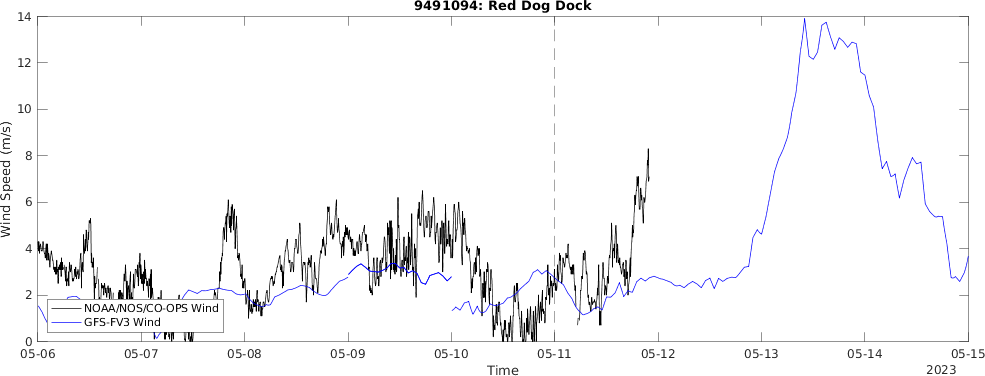 9491094: Red Dog Dock
14
12
10
8
6
4
2
0
Wind Speed (m/s)
NOAA/NOS/CO-OPS Wind
GFS-FV3 Wind
05-06 05-07 05-08 05-09 05-10 05-11 05-12 05-13 05-14 05-15
Time
2023